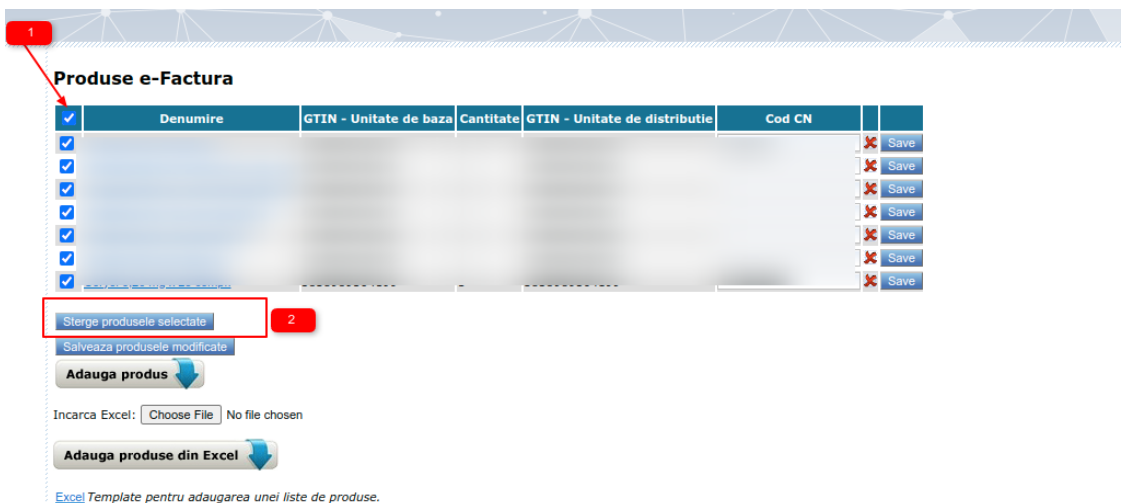 1
Produse e-Factura
Denumire GTIN - Unitate de baza Cantitate GTIN - Unitate de distributie Cod CN
Save
Save
Save
Save
Save
Save
Save
Sterge produsele selectate 2
Salveaza produsele modificate
Adauga produs
Incarca Excel: Choose File No file chosen
Adauga produse din Excel
Excel Template pentru adaugarea unei liste de produse.